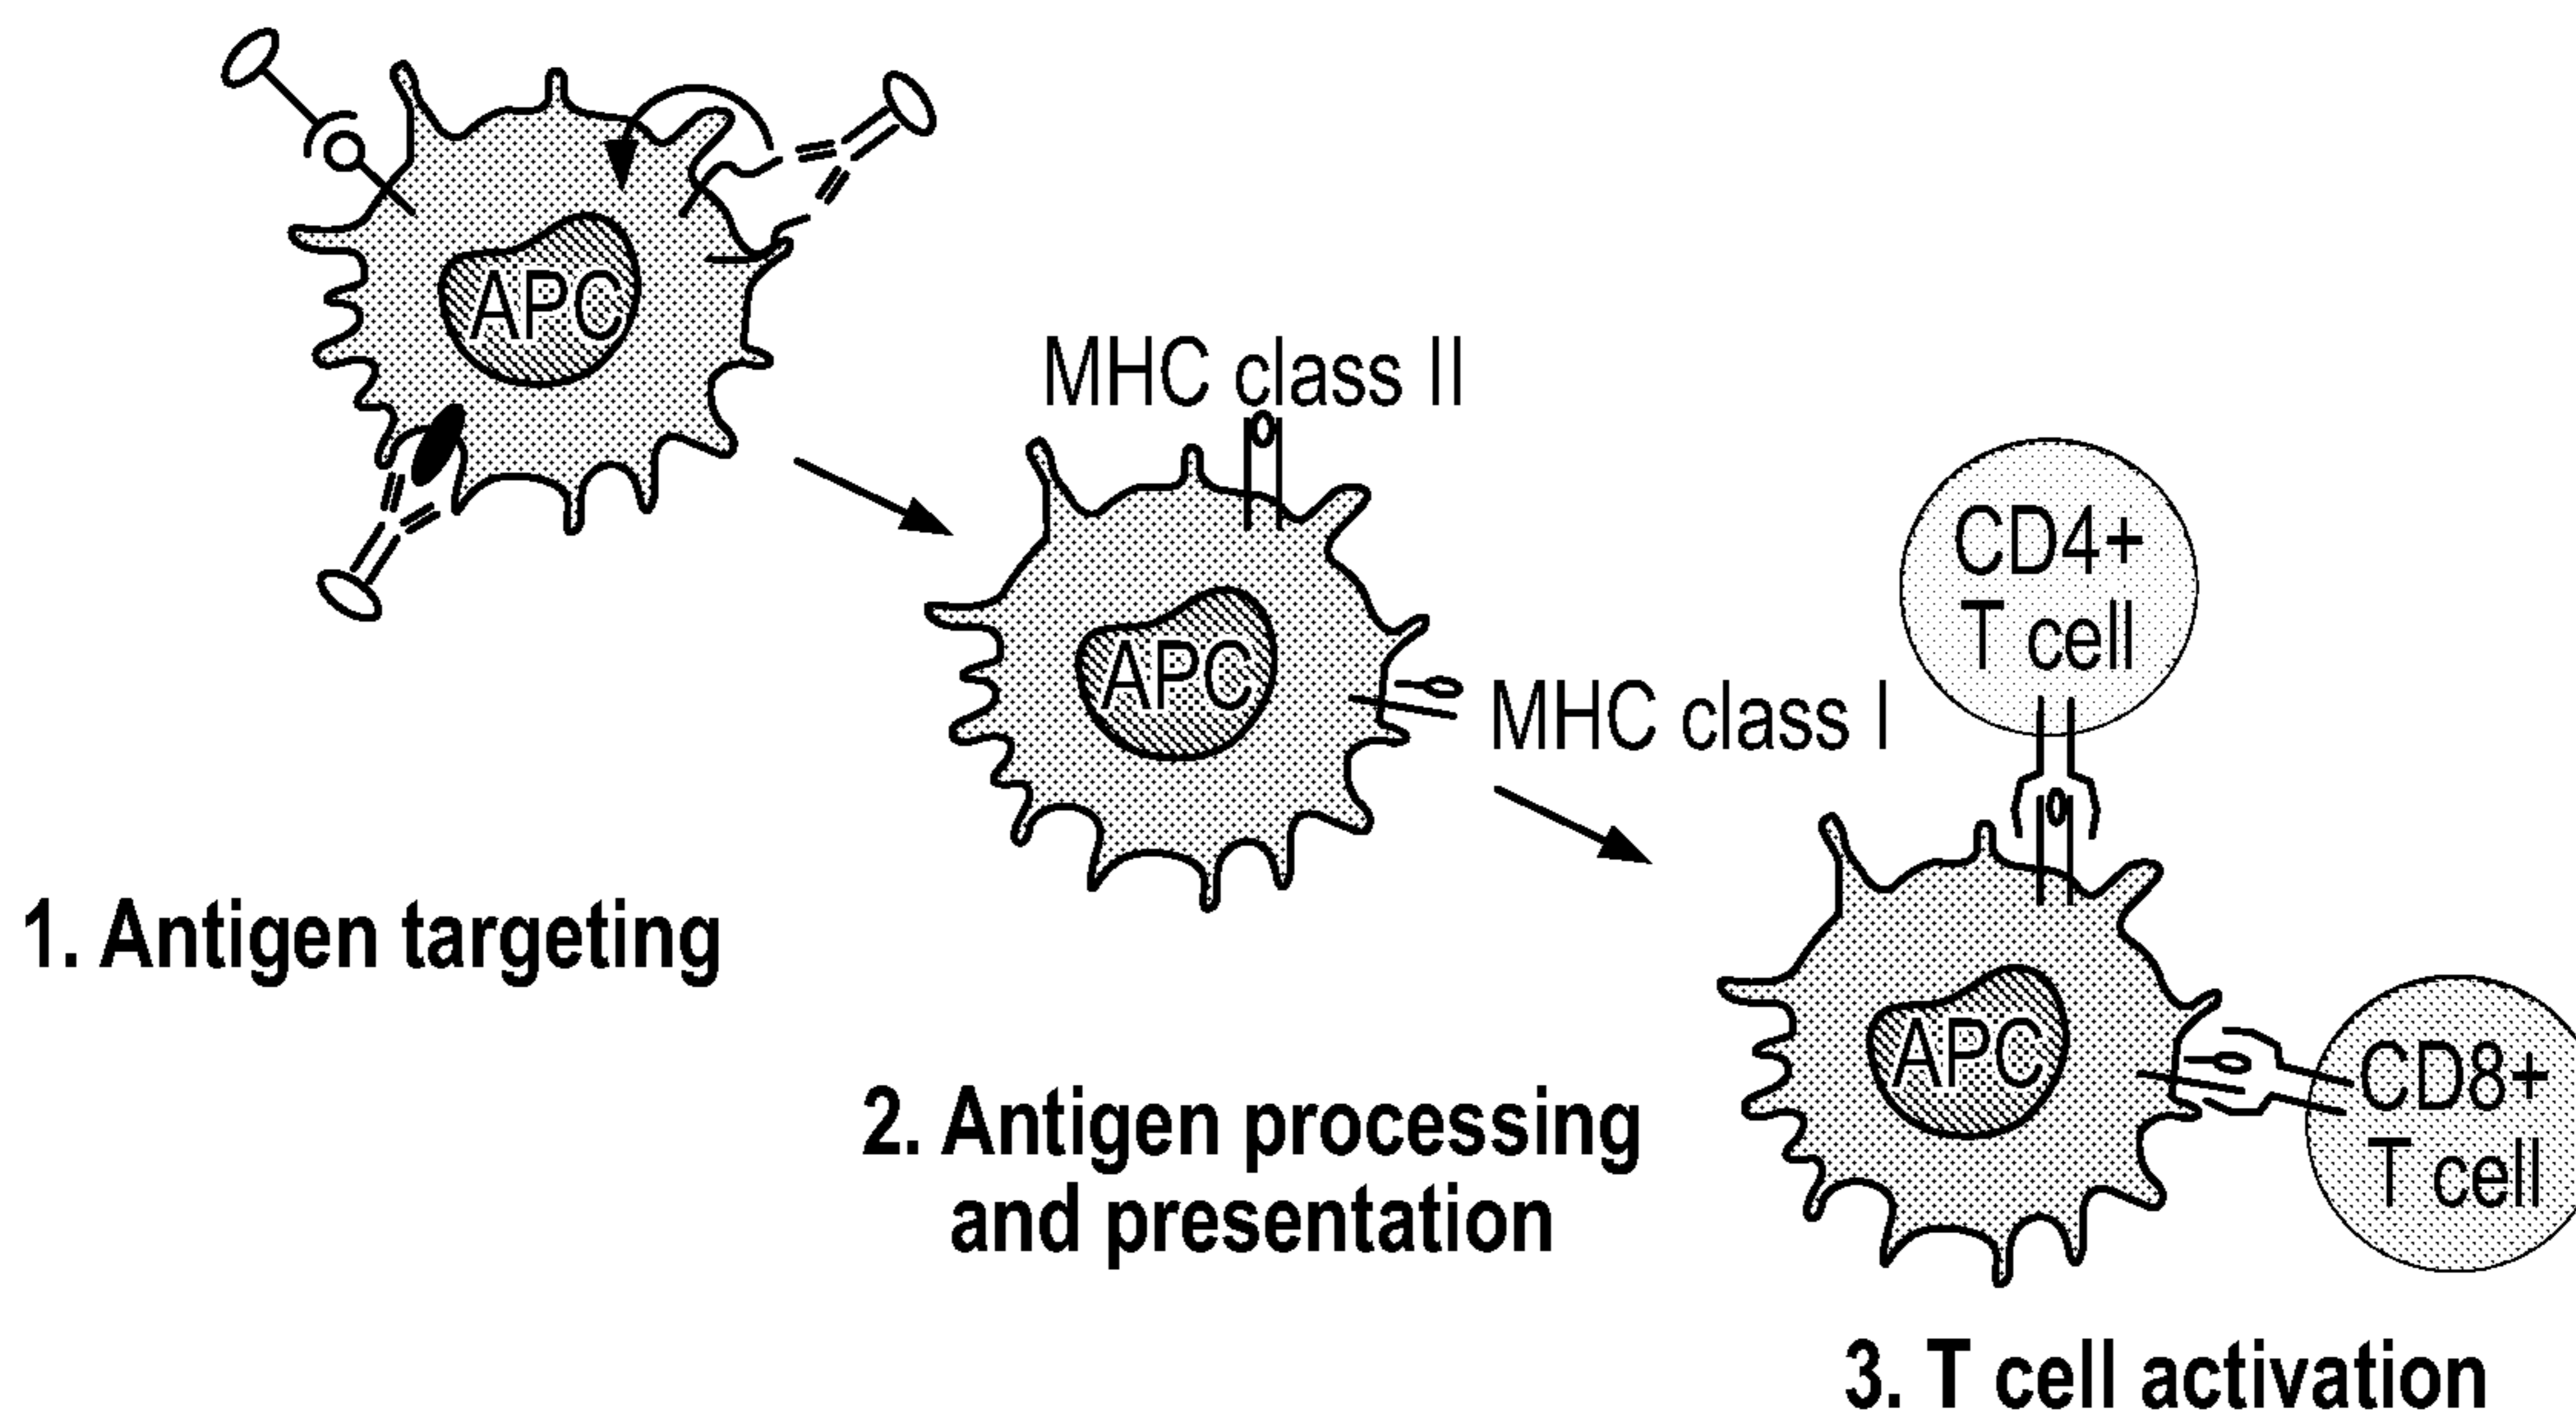 APC
MHC class II
APC
MHC class I
CD4+
T cell
1. Antigen targeting
APC
CD8+
T cell
2. Antigen processing
and presentation
3. T cell activation